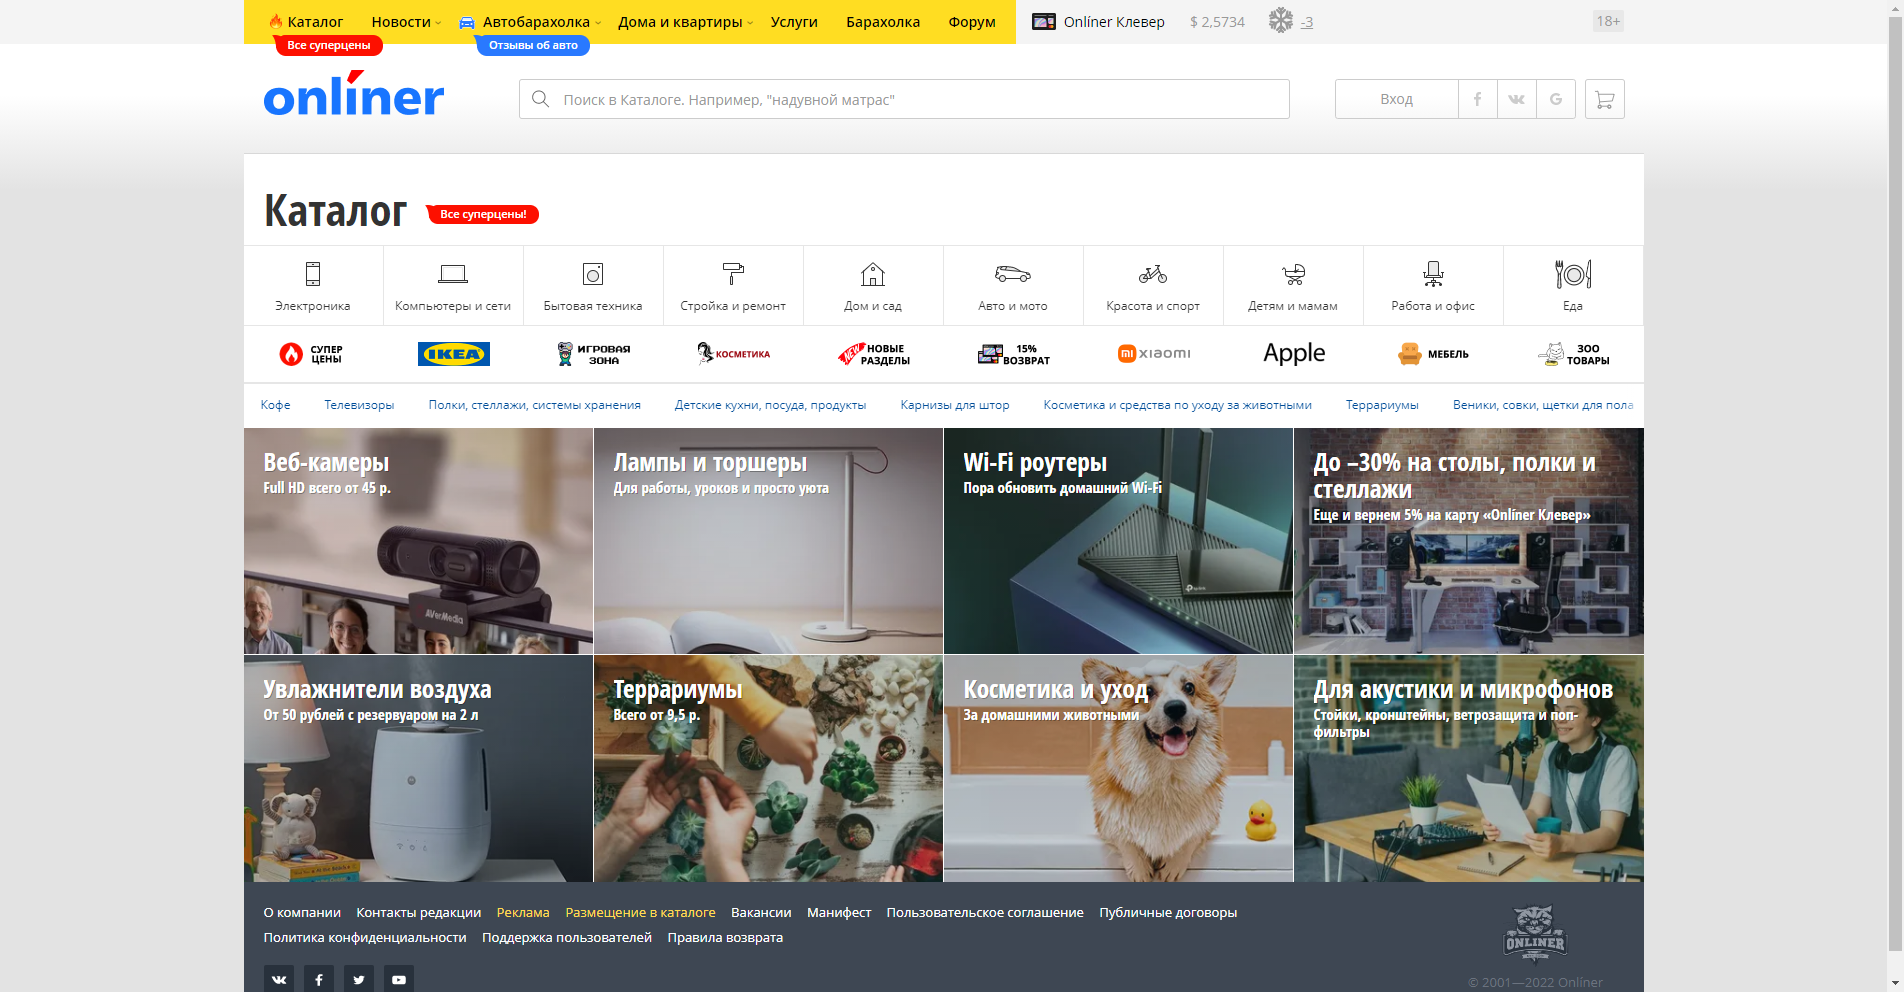 Каталог Новости Автобарахолка Дома и квартиры Услуги Барахолка Форум Onlíner Клевер $ 2,5734 -3 18+
Все суперцены Отзывы об авто
onlíner
Поиск в Каталоге. Например, "надувной матрас"
Вход
Каталог Все суперцены!
Электроника Компьютеры и сети Бытовая техника Стройка и ремонт Дом и сад Авто и мото Красота и спорт Детям и мамам Работа и офис Еда
СУПЕР ЦЕНЫ
IKEA
ИГРОВАЯ ЗОНА
КОСМЕТИКА
NEW НОВЫЕ РАЗДЕЛЫ
15% ВОЗВРАТ
mi xiaomi
Apple
МЕБЕЛЬ
ЗОО ТОВАРЫ
Кофе Телевизоры Полки, стеллажи, системы хранения Детские кухни, посуда, продукты Карнизы для штор Косметика и средства по уходу за животными Террариумы Веники, совки, щетки для пола
Веб-камеры
Full HD всего от 45 р.
AVerMedia
Лампы и торшеры
Для работы, уроков и просто уюта
Wi-Fi роутеры
Пора обновить домашний Wi-Fi
tp-link
До –30% на столы, полки и
стеллажи
Еще и вернем 5% на карту «Onlíner Клевер»
Увлажнители воздуха
От 50 рублей с резервуаром на 2 л
Террариумы
Всего от 9,5 р.
Косметика и уход
За домашними животными
Для акустики и микрофонов
Стойки, кронштейны, ветрозащита и поп-
фильтры
О компании Контакты редакции Реклама Размещение в каталоге Вакансии Манифест Пользовательское соглашение Публичные договоры
Политика конфиденциальности Поддержка пользователей Правила возврата
ONLINER
© 2001—2022 Onlíner